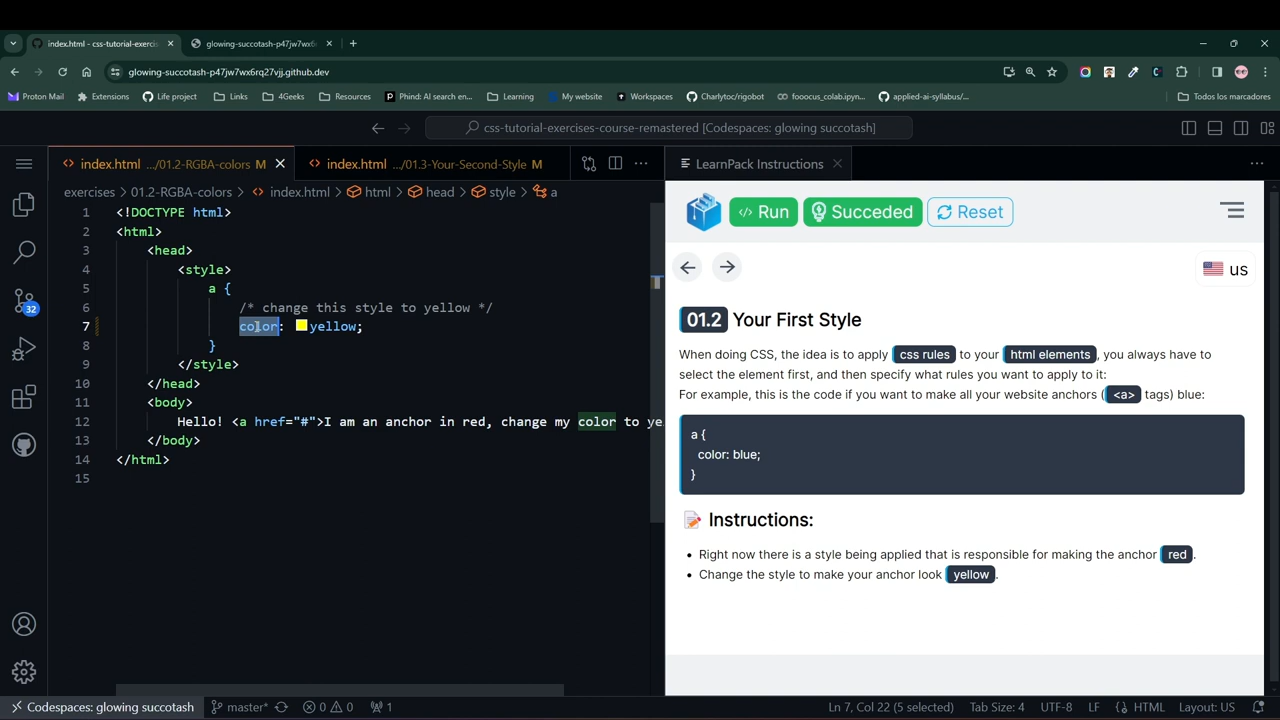 index.html - css-tutorial-exercis
glowing-succotash-p47jw7wx6
glowing-succotash-p47jw7wx6rq27vjj.github.dev
Proton Mail Extensions Life project Links 4Geeks Resources Phind: AI search en... Learning My website Workspaces Charlytoc/rigobot fooocus_colab.ipyn... applied-ai-syllabus/... Todos los marcadores
css-tutorial-exercises-course-remastered [Codespaces: glowing succotash]
index.html .../01.2-RGBA-colors M
index.html .../01.3-Your-Second-Style M
LearnPack Instructions
exercises > 01.2-RGBA-colors > index.html > html > head > style > a
1 <!DOCTYPE html>
2 <html>
3 <head>
4 <style>
5 a {
6 /* change this style to yellow */
7 color: yellow;
8 }
9 </style>
10 </head>
11 <body>
12 Hello! <a href="#">I am an anchor in red, change my color to ye
13 </body>
14 </html>
15
32
Run Succeded Reset
us
01.2 Your First Style
When doing CSS, the idea is to apply css rules to your html elements, you always have to
select the element first, and then specify what rules you want to apply to it:
For example, this is the code if you want to make all your website anchors (<a> tags) blue:
a {
color: blue;
}
Instructions:
• Right now there is a style being applied that is responsible for making the anchor red.
• Change the style to make your anchor look yellow.
Codespaces: glowing succotash master* 0 0 1 Ln 7, Col 22 (5 selected) Tab Size: 4 UTF-8 LF HTML Layout: US